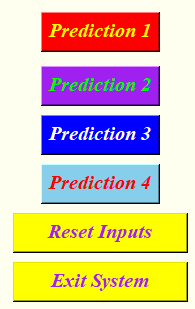 Prediction 1
Prediction 2
Prediction 3
Prediction 4
Reset Inputs
Exit System